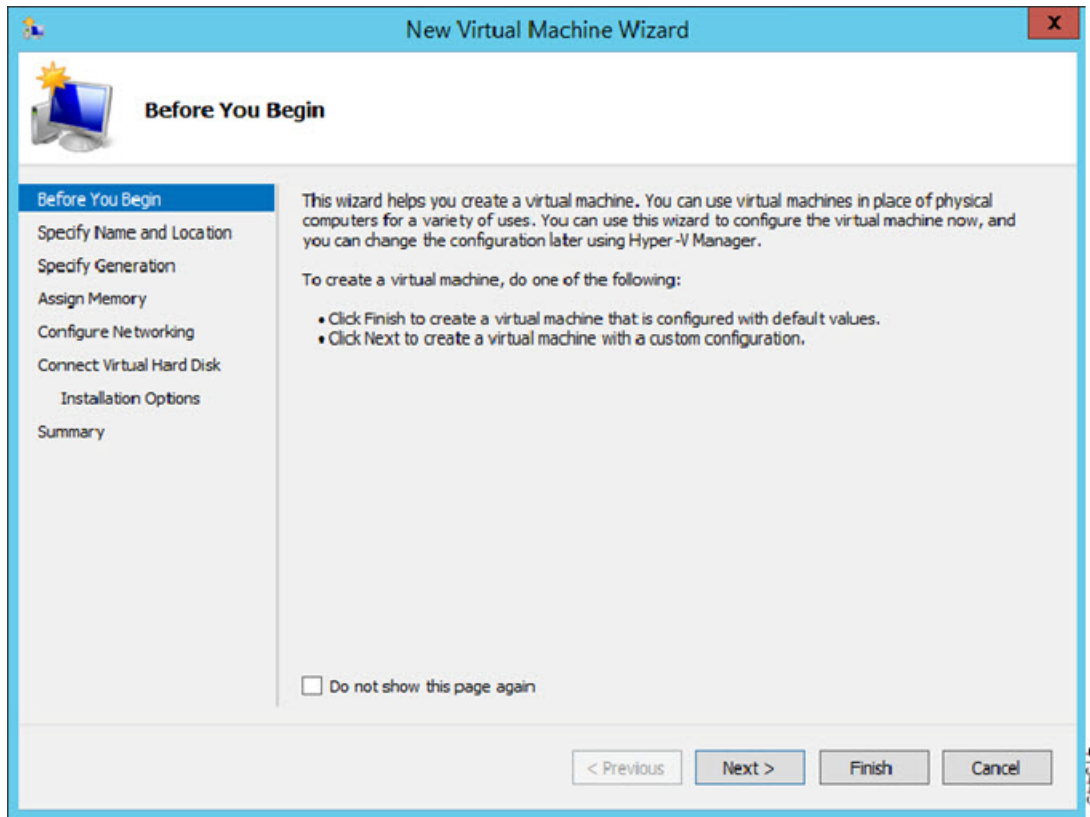 New Virtual Machine Wizard
X
Before You Begin
Before You Begin
Specify Name and Location
Specify Generation
Assign Memory
Configure Networking
Connect Virtual Hard Disk
Installation Options
Summary
This wizard helps you create a virtual machine. You can use virtual machines in place of physical
computers for a variety of uses. You can use this wizard to configure the virtual machine now, and
you can change the configuration later using Hyper-V Manager.
To create a virtual machine, do one of the following:
• Click Finish to create a virtual machine that is configured with default values.
• Click Next to create a virtual machine with a custom configuration.
Do not show this page again
< Previous
Next >
Finish
Cancel